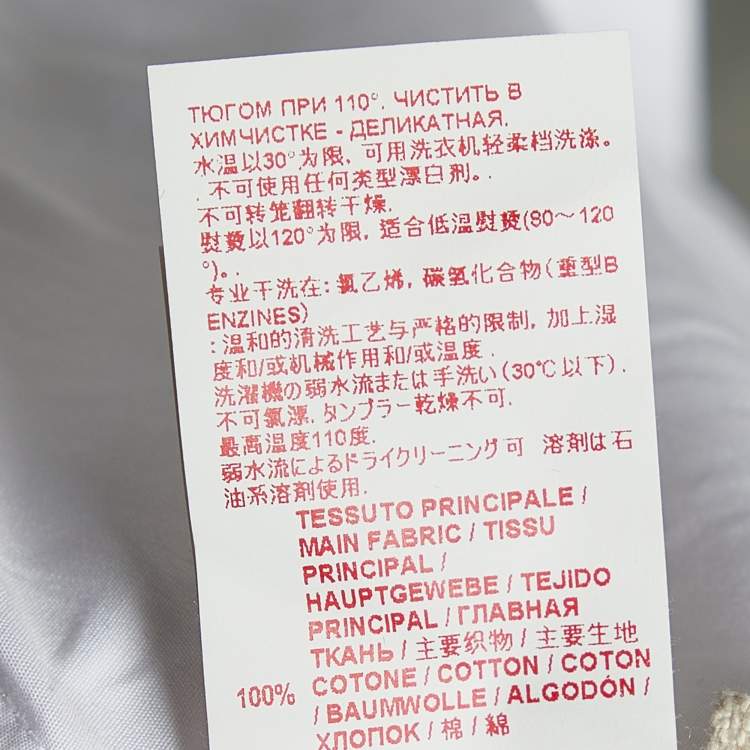 ТЮГОМ ПРИ 110°. ЧИСТИТЬ В
ХИМЧИСТКЕ - ДЕЛИКАТНАЯ.
水温以30°为限, 可用洗衣机轻柔档洗涤。
. 不可使用任何类型漂白剂。.
不可转笼翻转干燥.
熨烫以120°为限, 适合低温熨烫(80～120
°)。.
专业干洗在: 氯乙烯, 碳氢化合物（重型B
ENZINES）
: 温和的清洗工艺与严格的限制, 加上湿
度和/或机械作用和/或温度 .
洗濯機の弱水流または手洗い (30℃以下) .
不可氯漂. タンブラー乾燥不可.
最高温度110度.
弱水流によるドライクリーニング可 溶剤は石
油系溶剤使用.
TESSUTO PRINCIPALE /
MAIN FABRIC / TISSU
PRINCIPAL /
HAUPTGEWEBE / TEJIDO
PRINCIPAL / ГЛАВНАЯ
ТКАНЬ / 主要织物 / 主要生地
100% COTONE / COTTON / COTON
/ BAUMWOLLE / ALGODÓN /
ХЛОПОК / 棉 / 綿